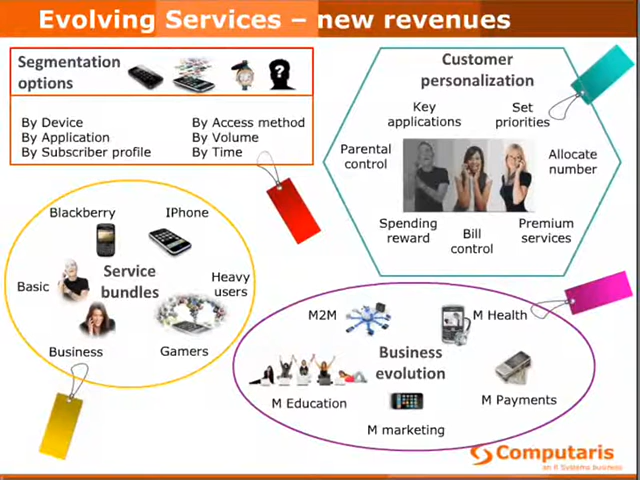 Evolving Services – new revenues
Segmentation
options
?
By Device
By Application
By Subscriber profile
By Access method
By Volume
By Time
Customer
personalization
Key
applications
Set
priorities
Parental
control
Allocate
number
Spending
reward
Bill
control
Premium
services
Blackberry
IPhone
Basic
Service
bundles
Heavy
users
Business
Gamers
M2M
M Health
Business
evolution
M Education
M Payments
M marketing
Computaris
an R Systems business